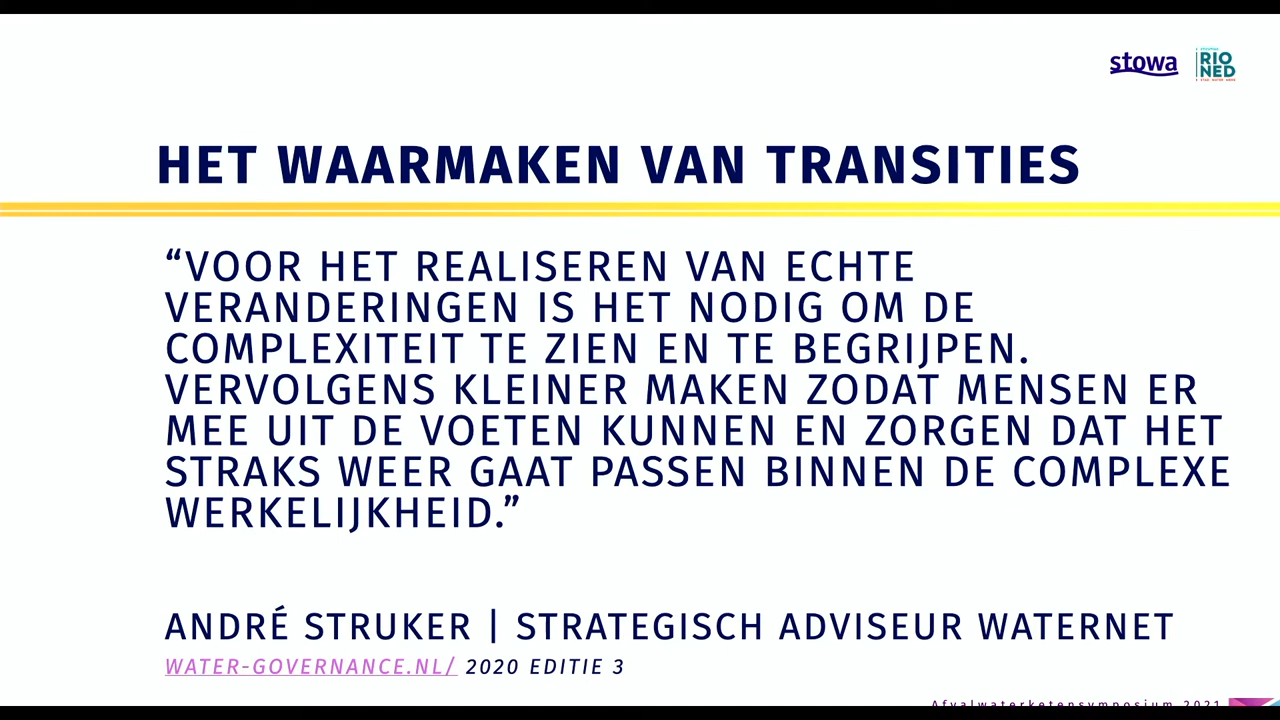 stowa
RIO
NED
HET WAARMAKEN VAN TRANSITIES
“VOOR HET REALISEREN VAN ECHTE
VERANDERINGEN IS HET NODIG OM DE
COMPLEXITEIT TE ZIEN EN TE BEGRIJPEN.
VERVOLGENS KLEINER MAKEN ZODAT MENSEN ER
MEE UIT DE VOETEN KUNNEN EN ZORGEN DAT HET
STRAKS WEER GAAT PASSEN BINNEN DE COMPLEXE
WERKELIJKHEID.”
ANDRÉ STRUKER | STRATEGISCH ADVISEUR WATERNET
WATER-GOVERNANCE.NL/ 2020 EDITIE 3
Afvalwaterketensymposium 2021